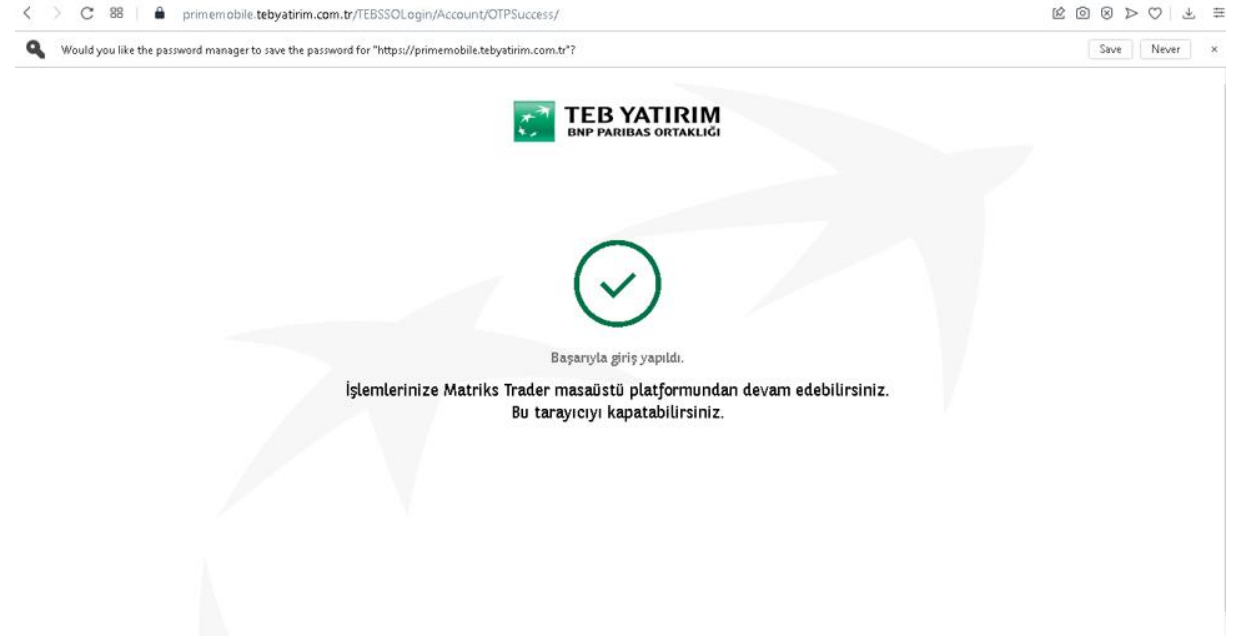 primemobile.tebyatirim.com.tr/TEBSSOLogin/Account/OTPSuccess/
Would you like the password manager to save the password for "https://primemobile.tebyatirim.com.tr"?
Save
Never
TEB YATIRIM
BNP PARIBAS ORTAKLIĞI
Başarıyla giriş yapıldı.
İşlemlerinize Matriks Trader masaüstü platformundan devam edebilirsiniz.
Bu tarayıcıyı kapatabilirsiniz.